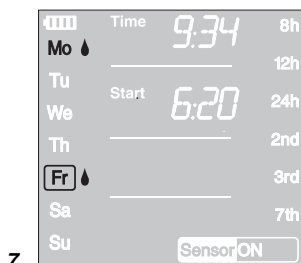 Time 9:34 8h
Mo
12h
Tu
Start 6:20 24h
We
Th 2nd
Fr 3rd
Sa 7th
Su Sensor ON
7